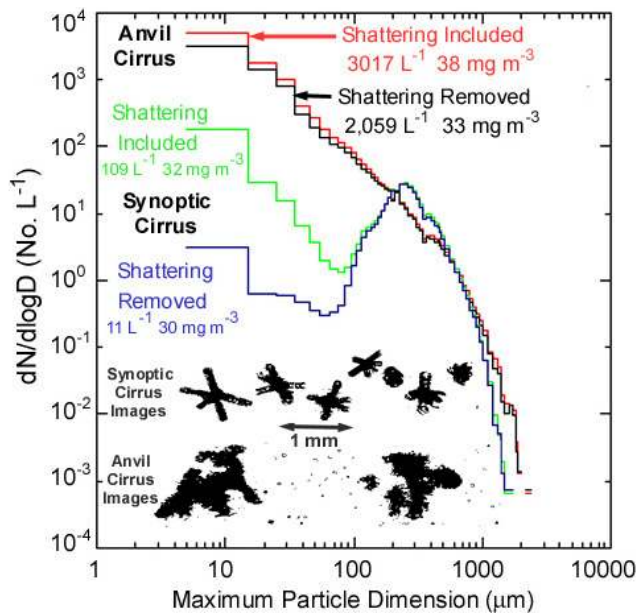 10⁴
10³
10²
10¹
10⁰
10⁻¹
10⁻²
10⁻³
10⁻⁴
dN/dlogD (No. L⁻¹)
Anvil
Cirrus
Shattering Included
3017 L⁻¹ 38 mg m⁻³
Shattering Removed
2,059 L⁻¹ 33 mg m⁻³
Shattering
Included
109 L⁻¹ 32 mg m⁻³
Synoptic
Cirrus
Shattering
Removed
11 L⁻¹ 30 mg m⁻³
Synoptic
Cirrus
Images
1 mm
Anvil
Cirrus
Images
1 10 100 1000 10000
Maximum Particle Dimension (µm)